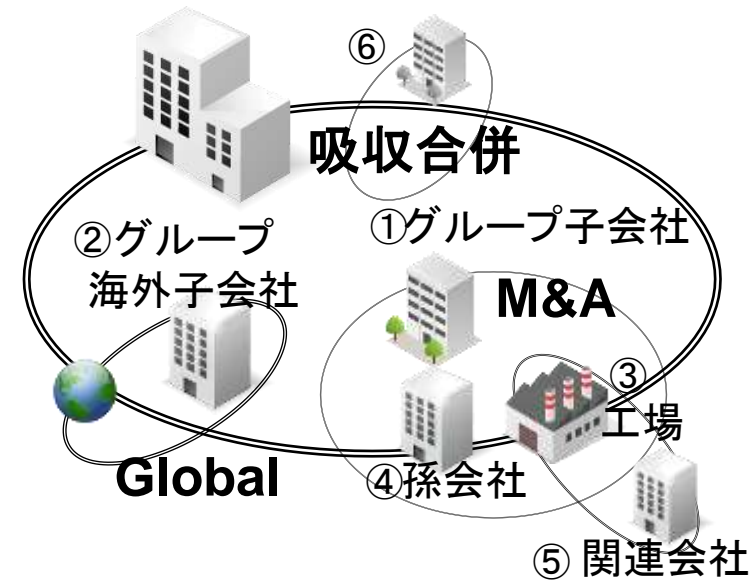 ⑥
吸収合併
①グループ子会社
②グループ
海外子会社
M&A
③
工場
Global
④孫会社
⑤ 関連会社